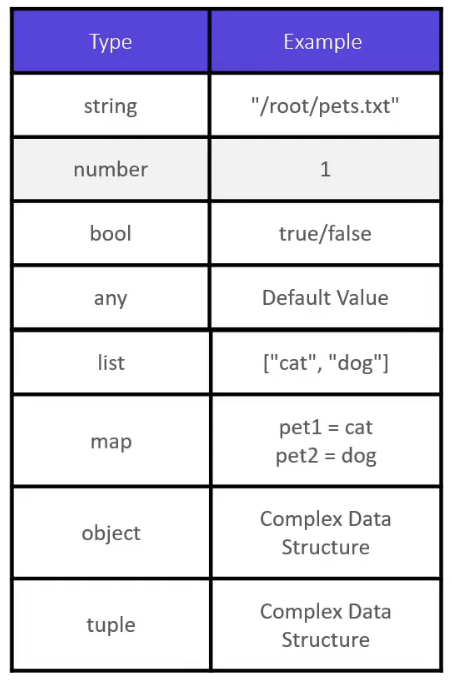 Type Example
string "/root/pets.txt"
number 1
bool true/false
any Default Value
list ["cat", "dog"]
map pet1 = cat
pet2 = dog
object Complex Data
Structure
tuple Complex Data
Structure